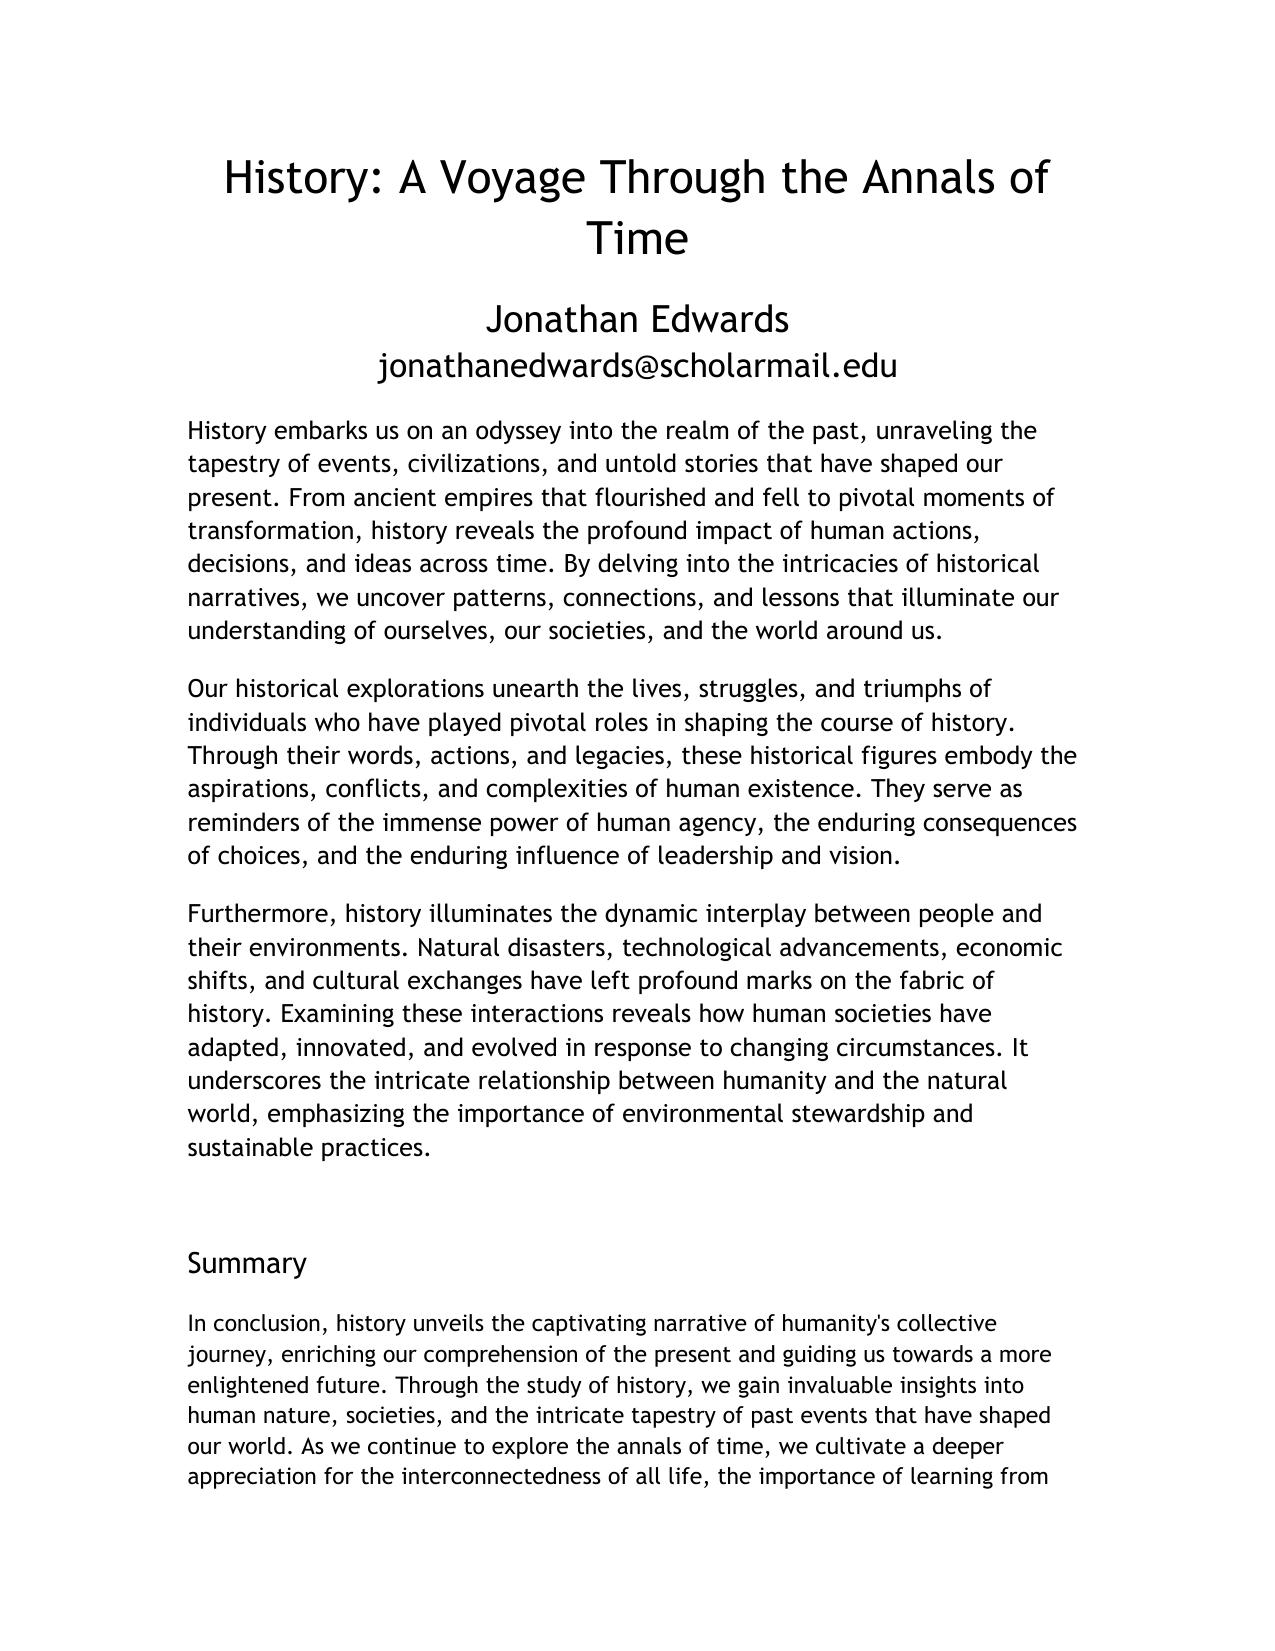 History: A Voyage Through the Annals of
Time
Jonathan Edwards
jonathanedwards@scholarmail.edu
History embarks us on an odyssey into the realm of the past, unraveling the
tapestry of events, civilizations, and untold stories that have shaped our
present. From ancient empires that flourished and fell to pivotal moments of
transformation, history reveals the profound impact of human actions,
decisions, and ideas across time. By delving into the intricacies of historical
narratives, we uncover patterns, connections, and lessons that illuminate our
understanding of ourselves, our societies, and the world around us.
Our historical explorations unearth the lives, struggles, and triumphs of
individuals who have played pivotal roles in shaping the course of history.
Through their words, actions, and legacies, these historical figures embody the
aspirations, conflicts, and complexities of human existence. They serve as
reminders of the immense power of human agency, the enduring consequences
of choices, and the enduring influence of leadership and vision.
Furthermore, history illuminates the dynamic interplay between people and
their environments. Natural disasters, technological advancements, economic
shifts, and cultural exchanges have left profound marks on the fabric of
history. Examining these interactions reveals how human societies have
adapted, innovated, and evolved in response to changing circumstances. It
underscores the intricate relationship between humanity and the natural
world, emphasizing the importance of environmental stewardship and
sustainable practices.
Summary
In conclusion, history unveils the captivating narrative of humanity's collective
journey, enriching our comprehension of the present and guiding us towards a more
enlightened future. Through the study of history, we gain invaluable insights into
human nature, societies, and the intricate tapestry of past events that have shaped
our world. As we continue to explore the annals of time, we cultivate a deeper
appreciation for the interconnectedness of all life, the importance of learning from